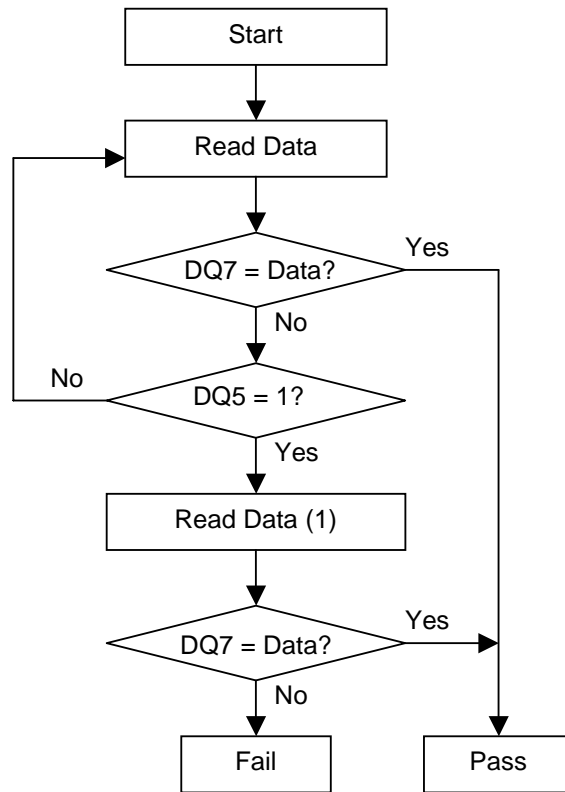 Start
Read Data
Yes
DQ7 = Data?
No
No
DQ5 = 1?
Yes
Read Data (1)
Yes
DQ7 = Data?
No
Fail
Pass